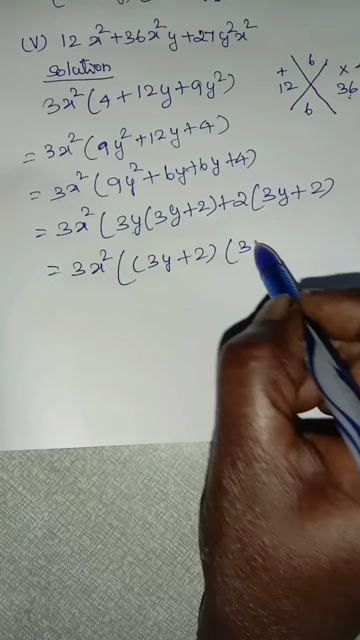 (V) 12x²+36x²y+27y²x²
Solution
3x²(4+12y+9y²)
= 3x²(9y²+12y+4)
= 3x²(9y²+6y+6y+4)
= 3x²(3y(3y+2)+2(3y+2)
= 3x²((3y+2)(3
6
+ ×
12 36
6